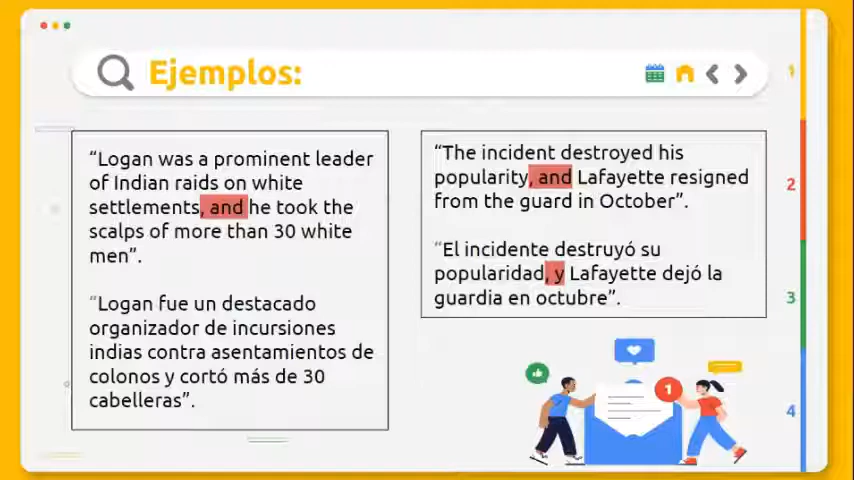 Ejemplos:
1
“Logan was a prominent leader
of Indian raids on white
settlements, and he took the
scalps of more than 30 white
men”.
“Logan fue un destacado
organizador de incursiones
indias contra asentamientos de
colonos y cortó más de 30
cabelleras”.
“The incident destroyed his
popularity, and Lafayette resigned
from the guard in October”.
“El incidente destruyó su
popularidad, y Lafayette dejó la
guardia en octubre”.
2
3
1
4